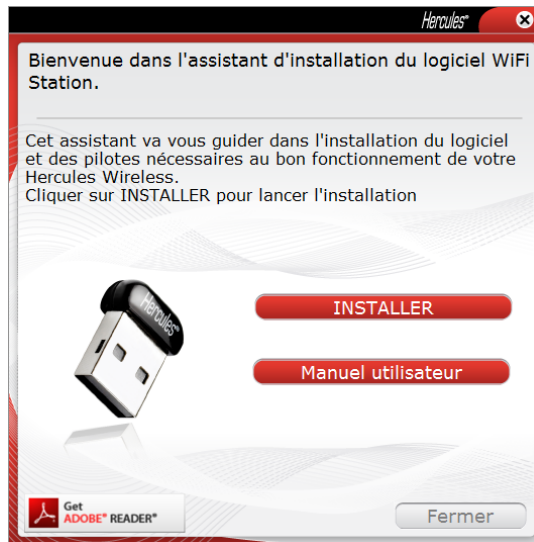 Hercules®
Bienvenue dans l'assistant d'installation du logiciel WiFi
Station.
Cet assistant va vous guider dans l'installation du logiciel
et des pilotes nécessaires au bon fonctionnement de votre
Hercules Wireless.
Cliquer sur INSTALLER pour lancer l'installation
Hercules®
INSTALLER
Manuel utilisateur
Get
ADOBE® READER®
Fermer